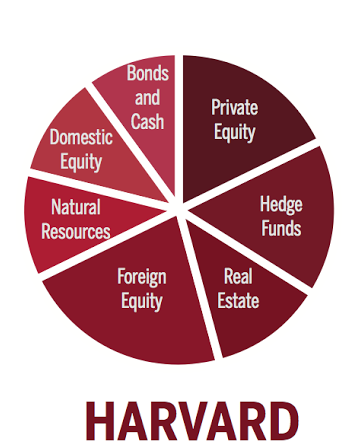 Bonds
and
Cash
Private
Equity
Domestic
Equity
Hedge
Funds
Natural
Resources
Foreign
Equity
Real
Estate
HARVARD